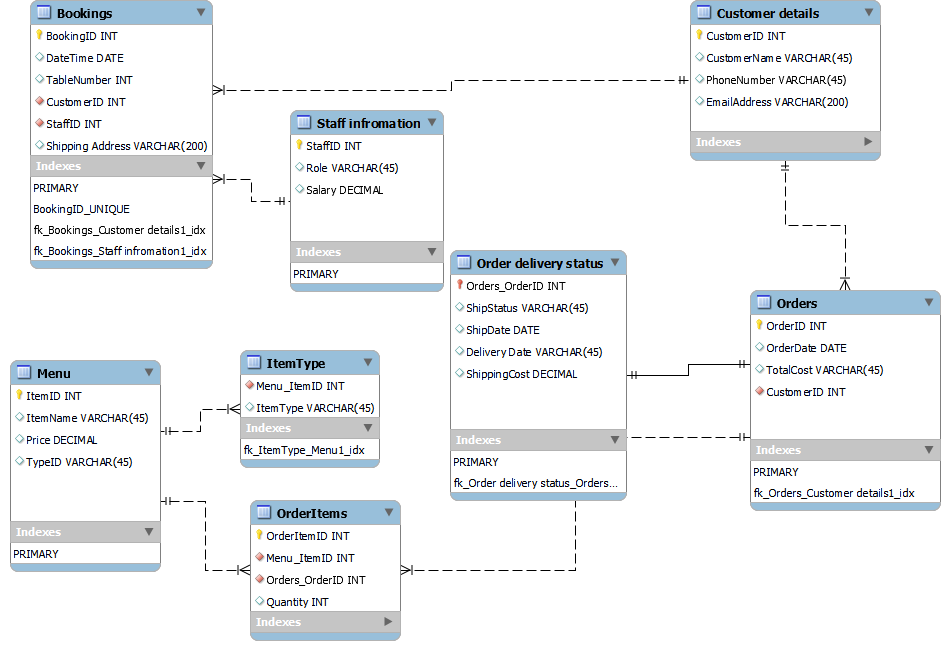 Bookings
BookingID INT
DateTime DATE
TableNumber INT
CustomerID INT
StaffID INT
Shipping Address VARCHAR(200)
Indexes
PRIMARY
BookingID_UNIQUE
fk_Bookings_Customer details1_idx
fk_Bookings_Staff infromation1_idx
Customer details
CustomerID INT
CustomerName VARCHAR(45)
PhoneNumber VARCHAR(45)
EmailAddress VARCHAR(200)
Indexes
Staff infromation
StaffID INT
Role VARCHAR(45)
Salary DECIMAL
Indexes
PRIMARY
Order delivery status
Orders_OrderID INT
ShipStatus VARCHAR(45)
ShipDate DATE
Delivery Date VARCHAR(45)
ShippingCost DECIMAL
Indexes
PRIMARY
fk_Order delivery status_Orders...
Orders
OrderID INT
OrderDate DATE
TotalCost VARCHAR(45)
CustomerID INT
Indexes
PRIMARY
fk_Orders_Customer details1_idx
Menu
ItemID INT
ItemName VARCHAR(45)
Price DECIMAL
TypeID VARCHAR(45)
Indexes
PRIMARY
ItemType
Menu_ItemID INT
ItemType VARCHAR(45)
Indexes
fk_ItemType_Menu1_idx
OrderItems
OrderItemID INT
Menu_ItemID INT
Orders_OrderID INT
Quantity INT
Indexes